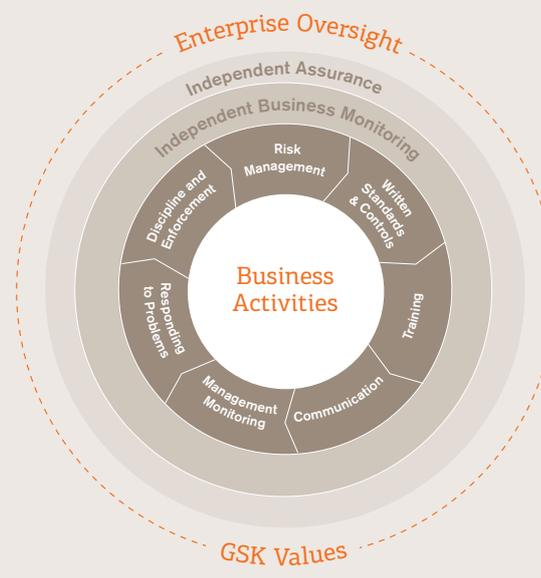 Enterprise Oversight
Independent Assurance
Independent Business Monitoring
Risk
Management
Written
Standards
& Controls
Training
Communication
Management
Monitoring
Responding
to Problems
Discipline and
Enforcement
Business
Activities
GSK Values